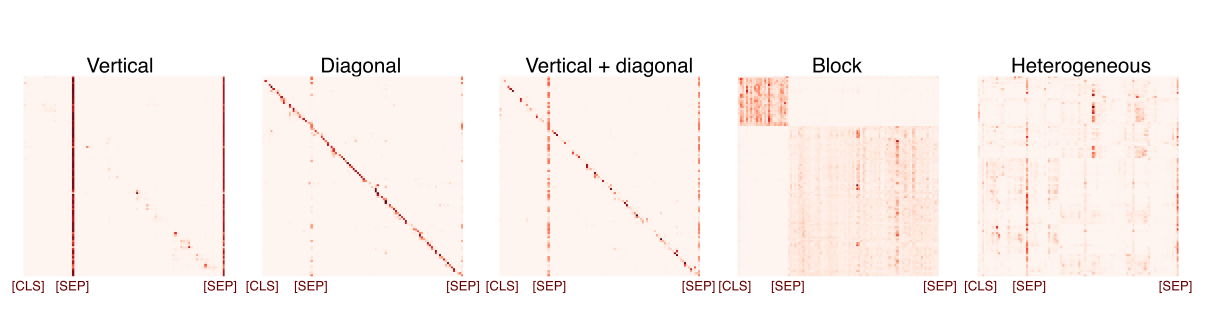 Vertical Diagonal Vertical + diagonal Block Heterogeneous
[CLS] [SEP] [SEP] [CLS] [SEP] [SEP] [CLS] [SEP] [SEP] [CLS] [SEP] [SEP] [CLS] [SEP] [SEP]